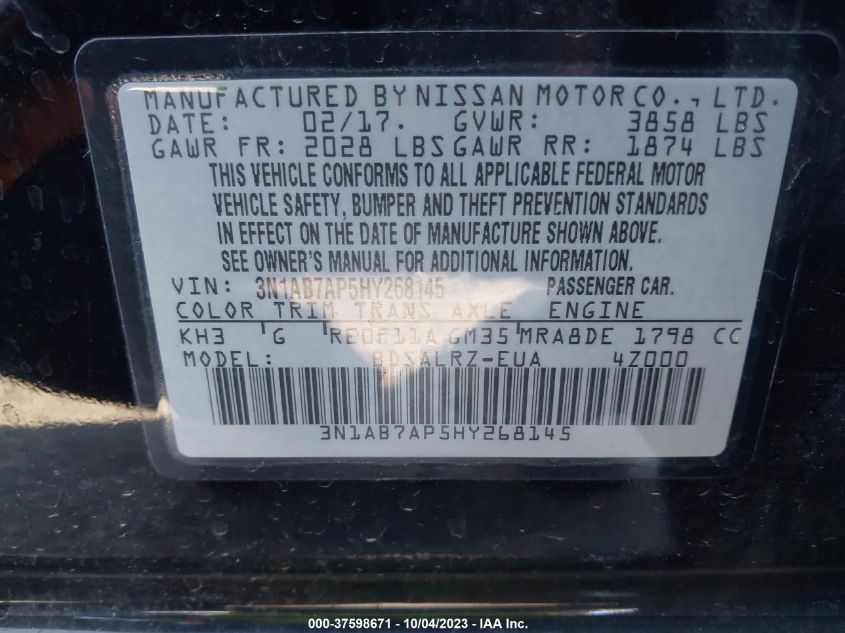 MANUFACTURED BY NISSAN MOTOR CO., LTD.
DATE: 02/17. GVWR: 3858 LBS
GAWR FR: 2028 LBS GAWR RR: 1874 LBS
THIS VEHICLE CONFORMS TO ALL APPLICABLE FEDERAL MOTOR
VEHICLE SAFETY, BUMPER AND THEFT PREVENTION STANDARDS
IN EFFECT ON THE DATE OF MANUFACTURE SHOWN ABOVE.
SEE OWNER'S MANUAL FOR ADDITIONAL INFORMATION.
VIN: 3N1AB7AP5HY268145 PASSENGER CAR.
COLOR TRIM TRANS AXLE ENGINE
KH3 G RE0F11A GM35 MRA8DE 1798 CC
MODEL: BDSALRZ-EUA 4Z000
3N1AB7AP5HY268145
000-37598671 - 10/04/2023 - IAA Inc.